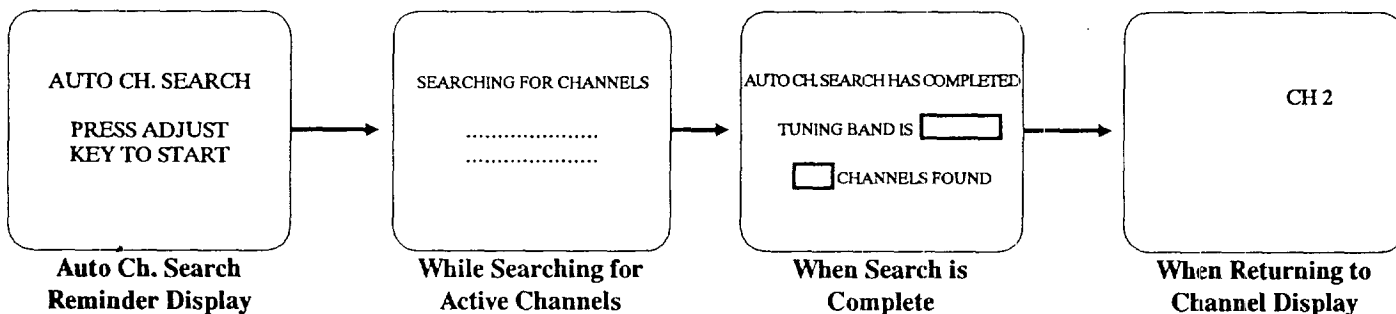 AUTO CH. SEARCH
PRESS ADJUST
KEY TO START
Auto Ch. Search
Reminder Display
SEARCHING FOR CHANNELS
........................
........................
While Searching for
Active Channels
AUTO CH. SEARCH HAS COMPLETED
TUNING BAND IS
CHANNELS FOUND
When Search is
Complete
CH 2
When Returning to
Channel Display